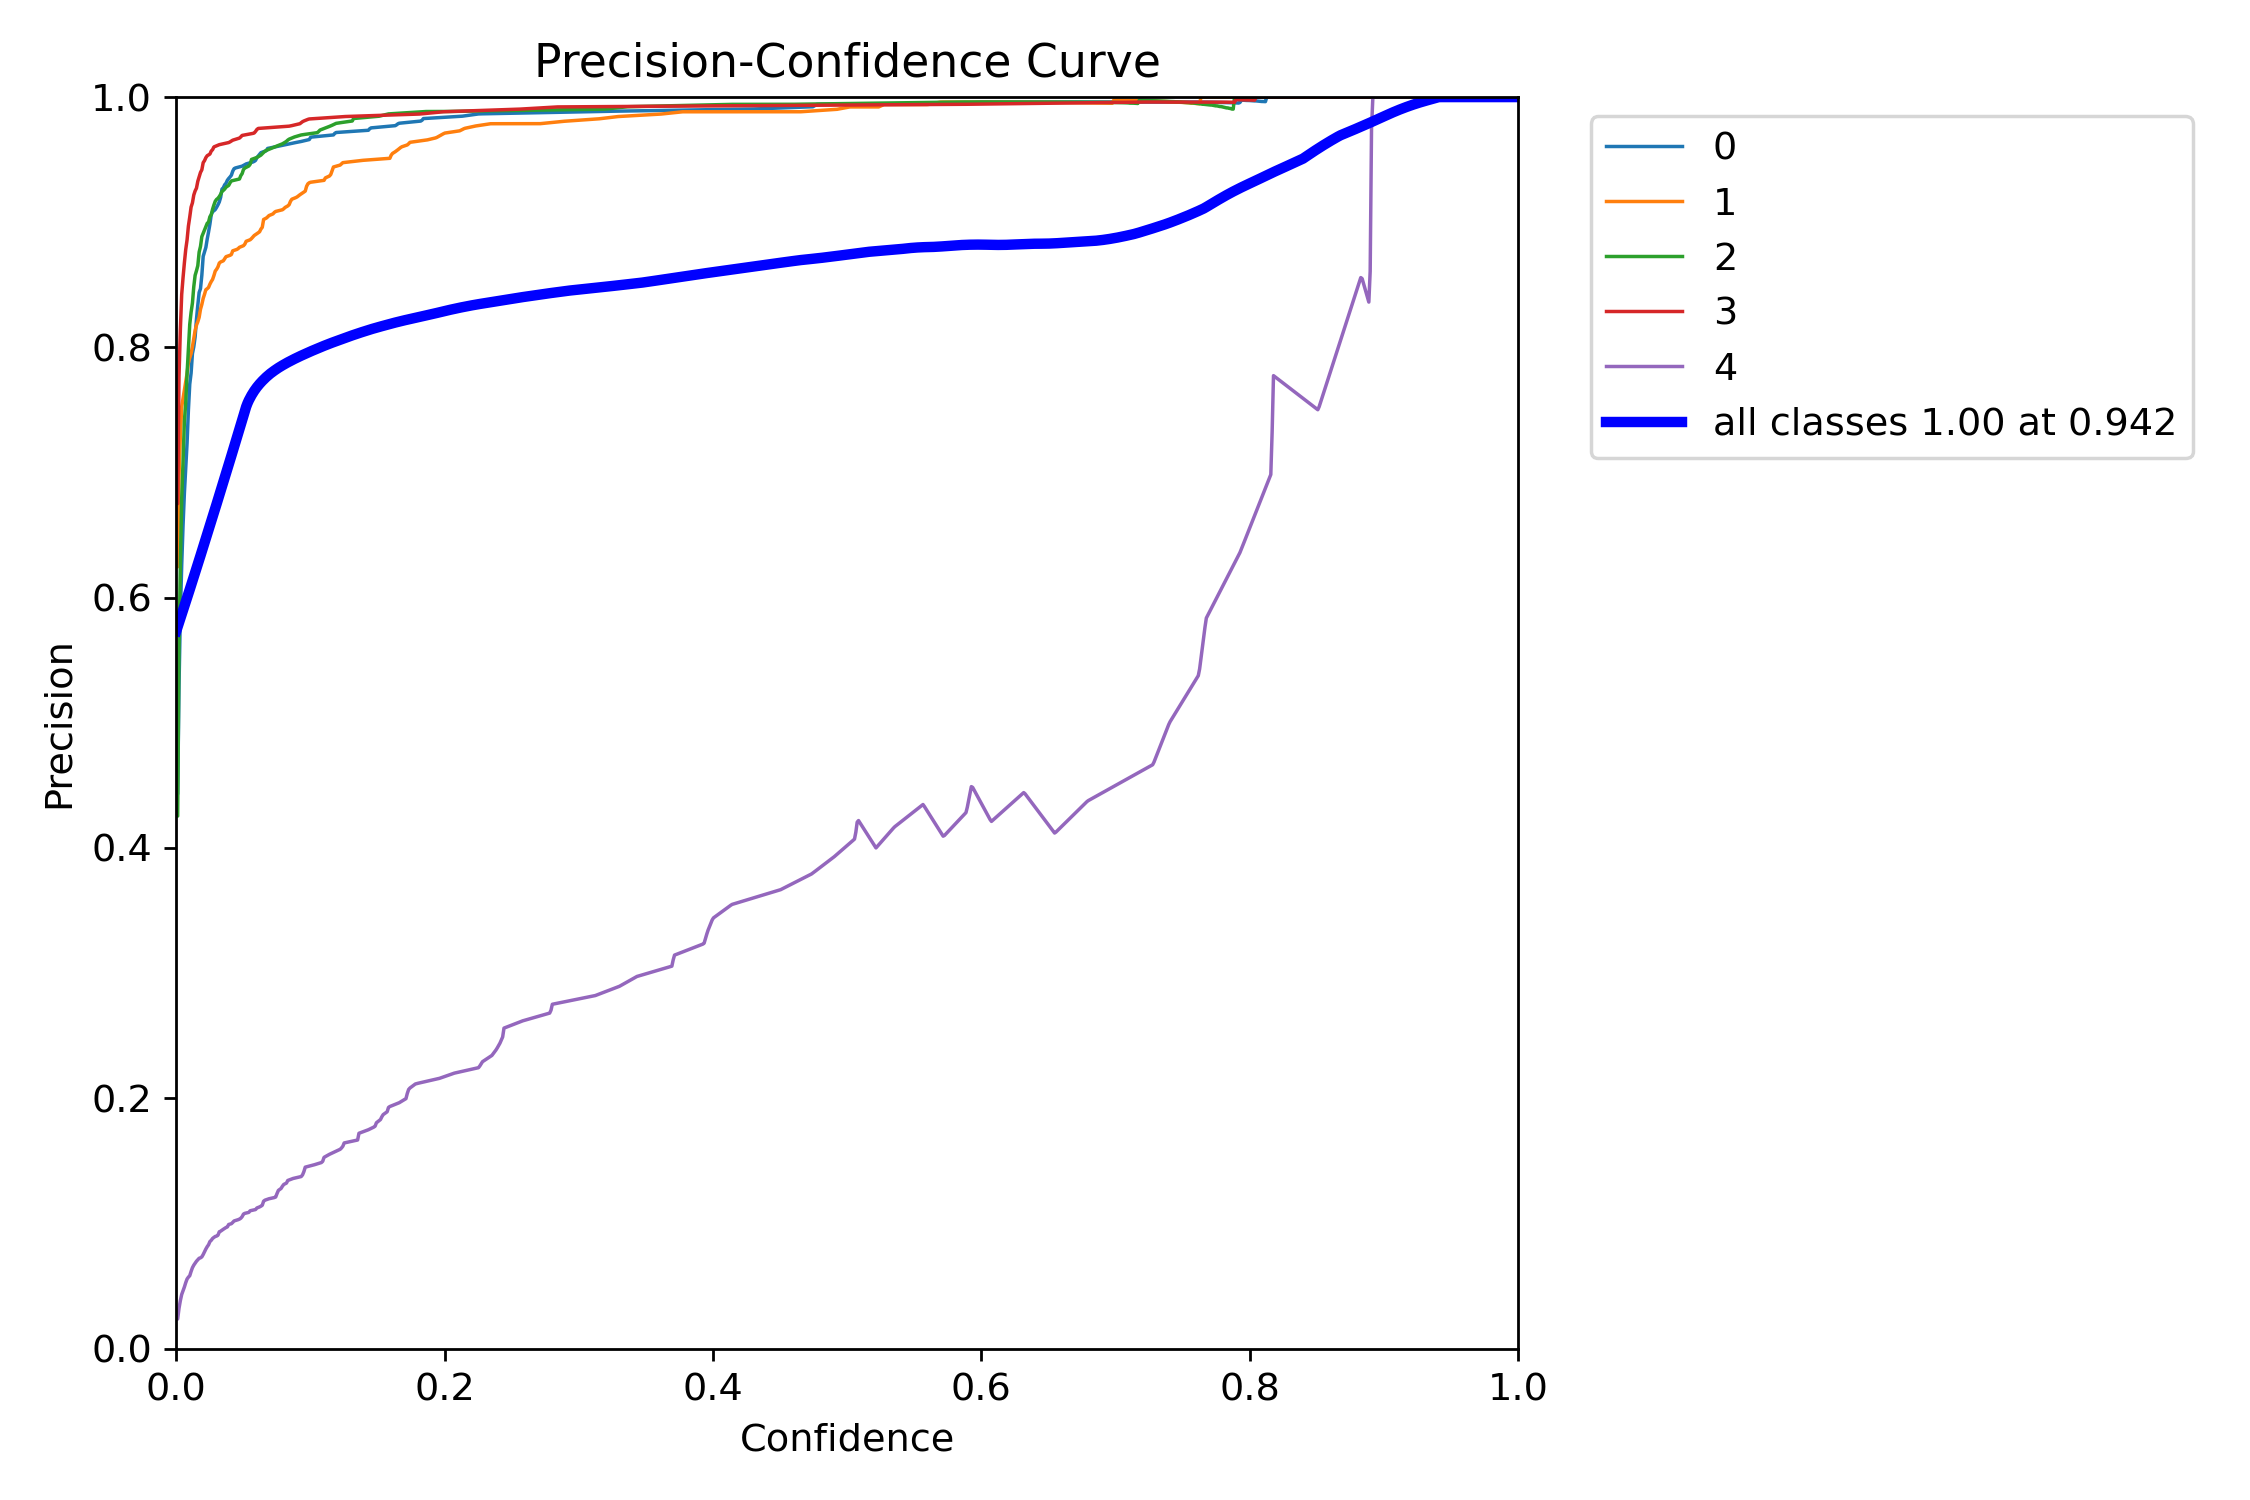 Precision-Confidence Curve
1.0
0.8
0.6
0.4
0.2
0.0
Precision
0.0 0.2 0.4 0.6 0.8 1.0
Confidence
0
1
2
3
4
all classes 1.00 at 0.942